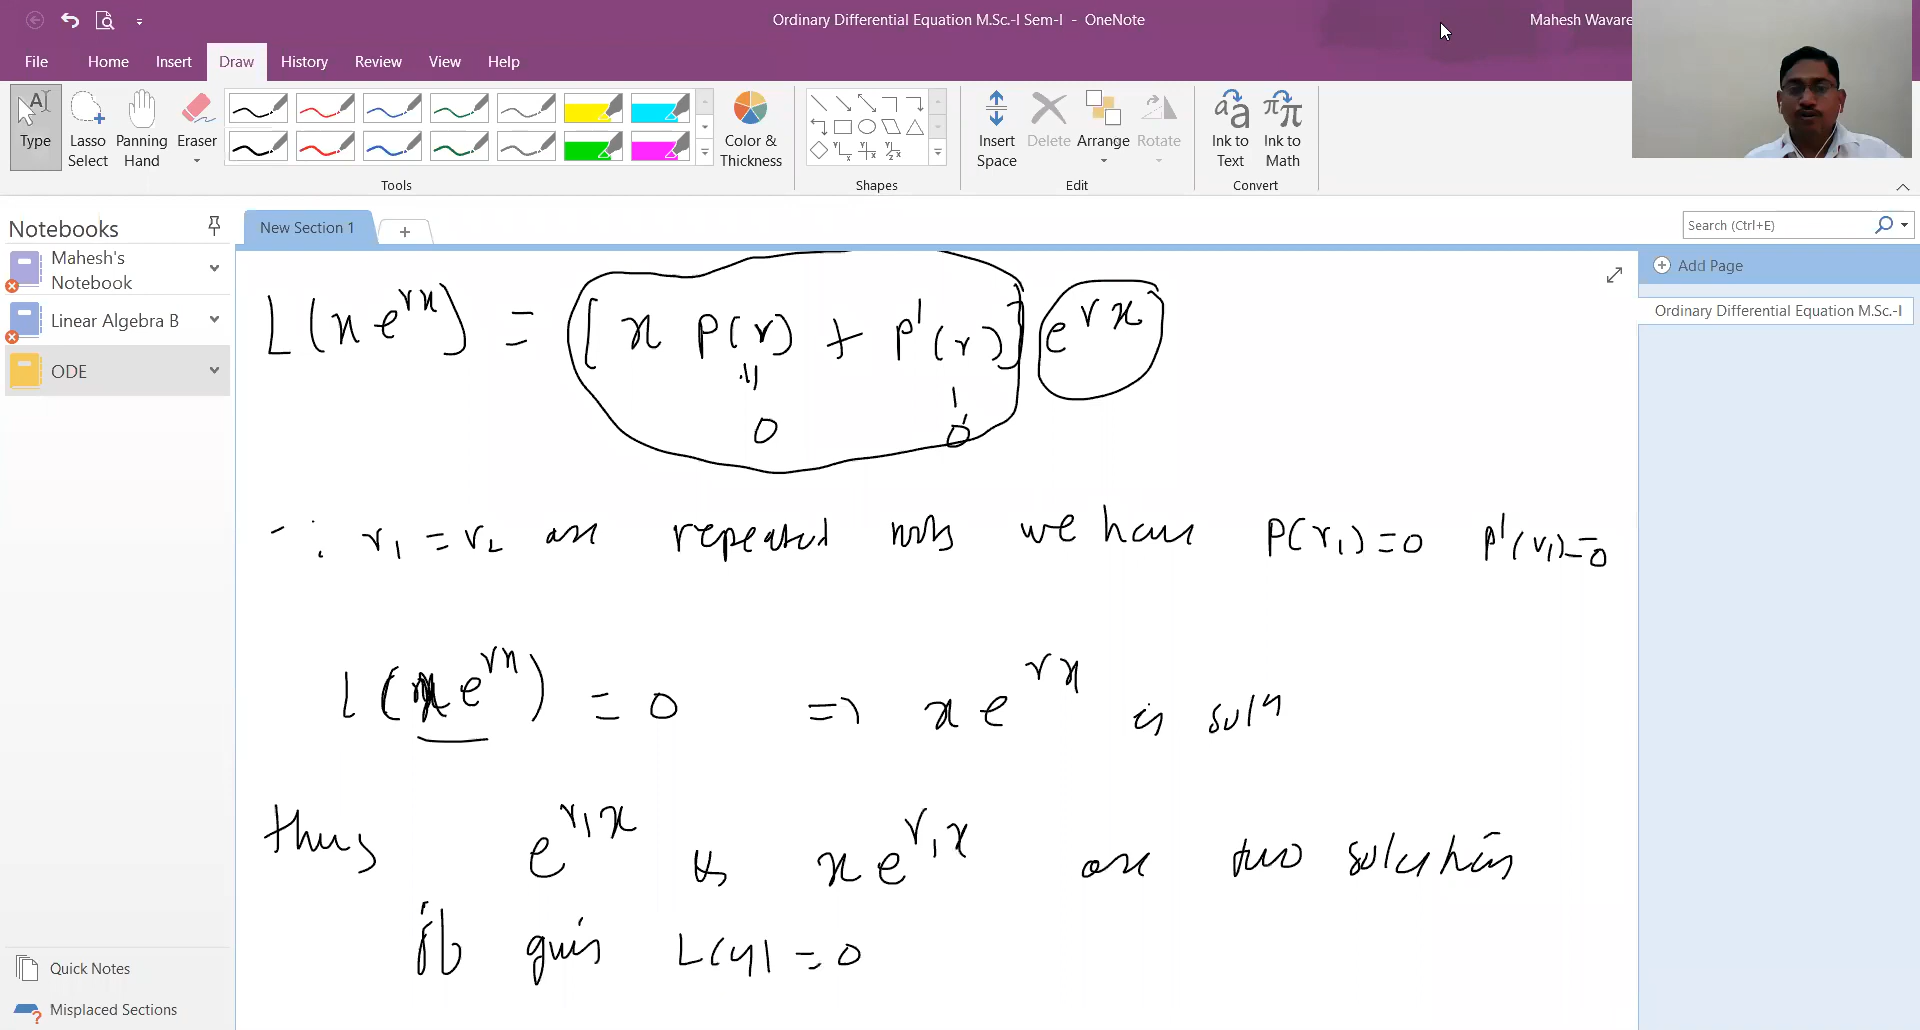 Ordinary Differential Equation M.Sc.-I Sem-I - OneNote
Mahesh Wavare
File Home Insert Draw History Review View Help
Type
Lasso Select
Panning Hand
Eraser
Color & Thickness
Insert Space
Delete
Arrange
Rotate
Ink to Text
Ink to Math
Tools
Shapes
Edit
Convert
Notebooks
New Section 1
Search (Ctrl+E)
Mahesh's Notebook
Linear Algebra B
ODE
Add Page
Ordinary Differential Equation M.Sc.-I
L(x e^{rx}) = [x P(r) + P'(r)] e^{rx}
0 0
∵ r₁ = r₂ are repeated roots we have P(r₁)=0 P'(r₁)=0
L(xe^{rx}) = 0 ⇒ x e^{rx} is solⁿ
thus e^{r₁x} & x e^{r₁x} are two solutions
of given L(y) = 0
Quick Notes
Misplaced Sections